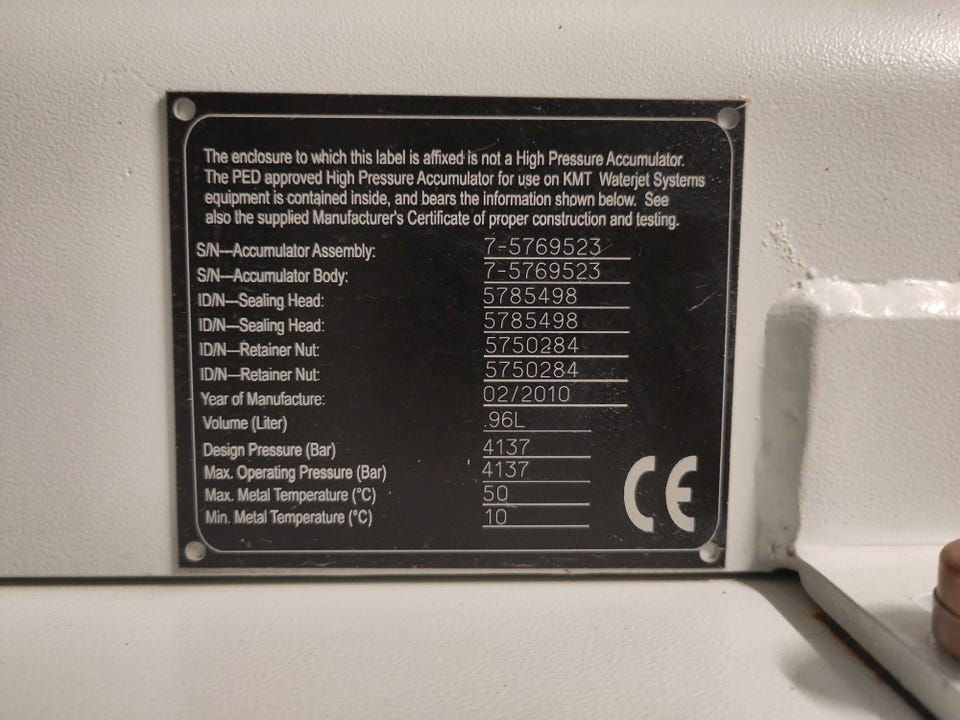 The enclosure to which this label is affixed is not a High Pressure Accumulator.
The PED approved High Pressure Accumulator for use on KMT Waterjet Systems
equipment is contained inside, and bears the information shown below. See
also the supplied Manufacturer's Certificate of proper construction and testing.
S/N—Accumulator Assembly: 7-5769523
S/N—Accumulator Body: 7-5769523
ID/N—Sealing Head: 5785498
ID/N—Sealing Head: 5785498
ID/N—Retainer Nut: 5750284
ID/N—Retainer Nut: 5750284
Year of Manufacture: 02/2010
Volume (Liter) .96L
Design Pressure (Bar) 4137
Max. Operating Pressure (Bar) 4137
Max. Metal Temperature (°C) 50
Min. Metal Temperature (°C) 10
CE